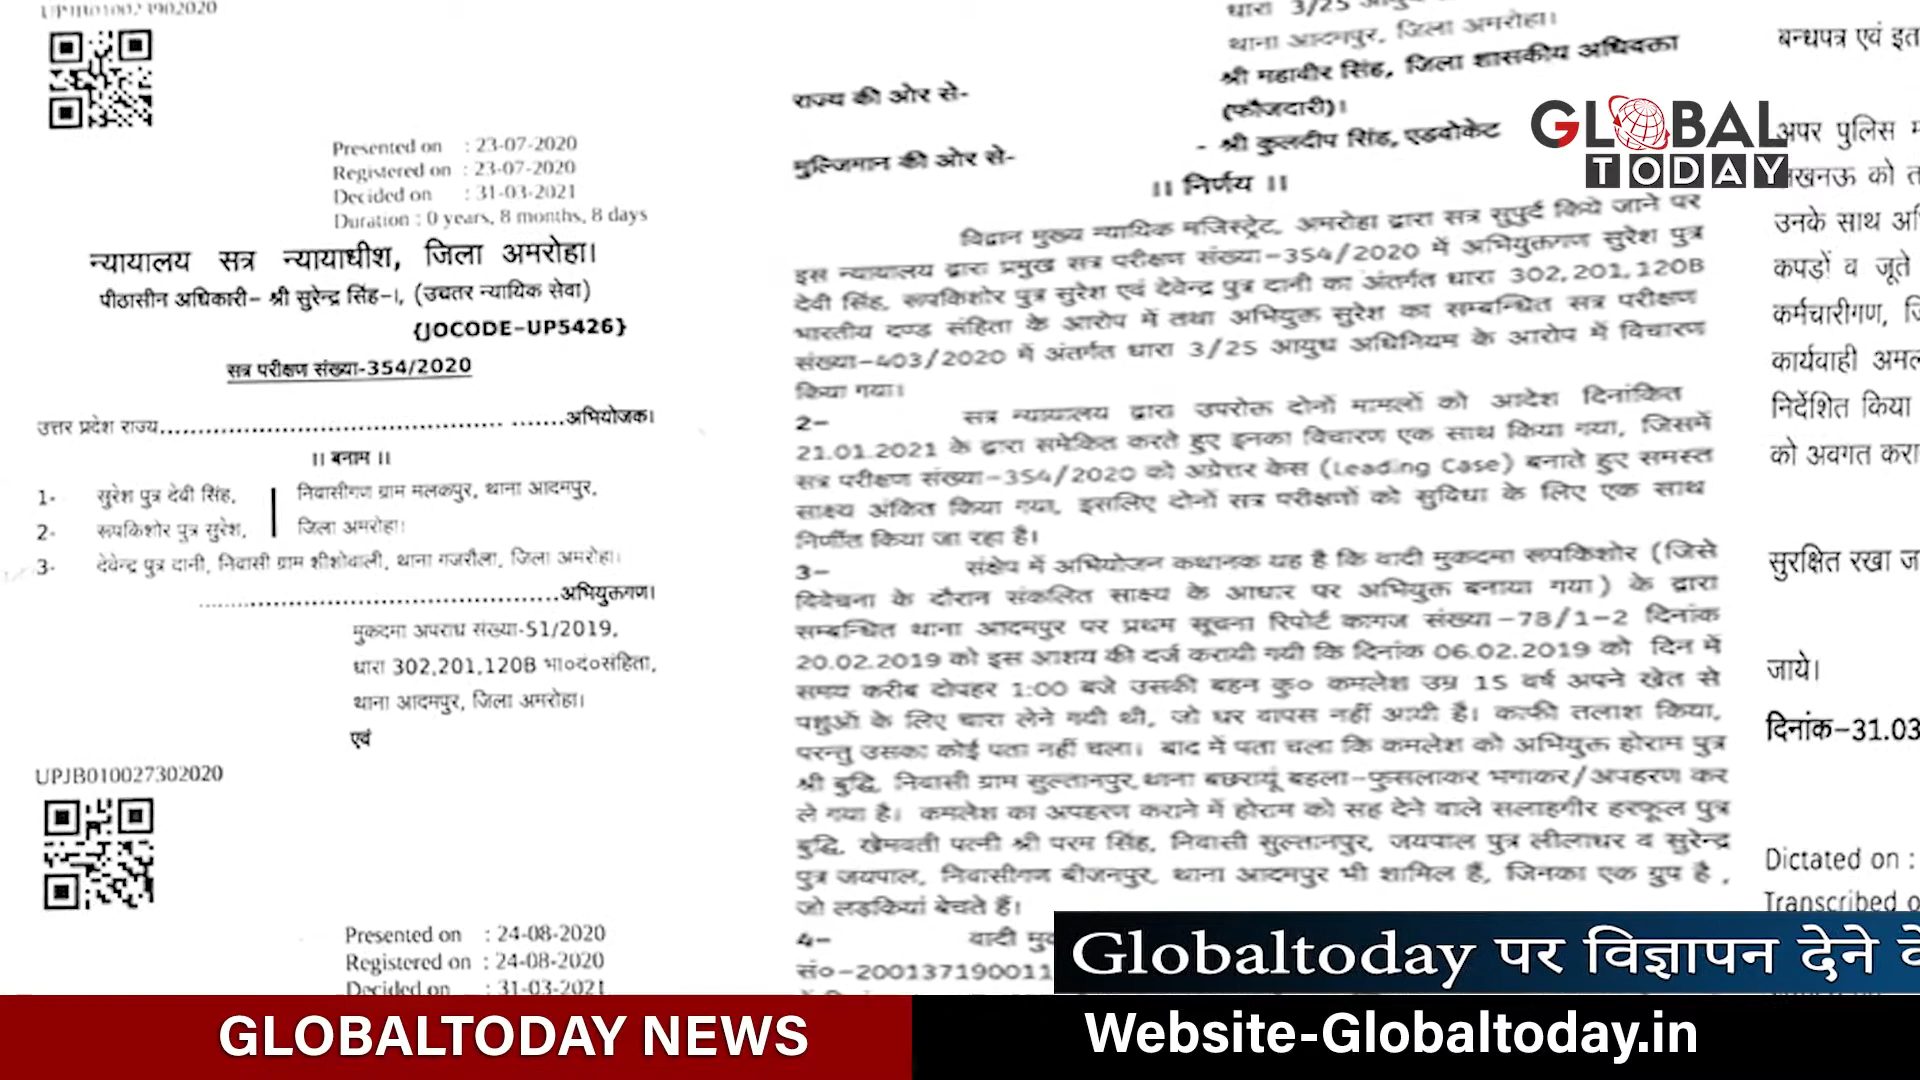 UPJB010023902020
Presented on : 23-07-2020
Registered on : 23-07-2020
Decided on : 31-03-2021
Duration : 0 years, 8 months, 8 days
न्यायालय सत्र न्यायाधीश, जिला अमरोहा।
पीठासीन अधिकारी- श्री सुरेन्द्र सिंह-।, (उच्चतर न्यायिक सेवा)
{JOCODE-UP5426}
सत्र परीक्षण संख्या-354/2020
उत्तर प्रदेश राज्य.................................................. .......अभियोजक।
।। बनाम ।।
1- सुरेश पुत्र देवी सिंह, निवासीगण ग्राम मलकपुर, थाना आदमपुर,
2- रूपकिशोर पुत्र सुरेश, जिला अमरोहा।
3- देवेन्द्र पुत्र दानी, निवासी ग्राम शीशोवाली, थाना गजरौला, जिला अमरोहा।
....................................................अभियुक्तगण।
मुकदमा अपराध संख्या-51/2019,
धारा 302,201,120B भा०दं०संहिता,
थाना आदमपुर, जिला अमरोहा।
एवं
UPJB010027302020
Presented on : 24-08-2020
Registered on : 24-08-2020
Decided on : 31-03-2021
धारा 3/25
थाना आदमपुर, जिला अमरोहा।
राज्य की ओर से- श्री महावीर सिंह, जिला शासकीय अधिवक्ता
(फौजदारी)।
मुल्जिमान की ओर से- - श्री कुलदीप सिंह, एडवोकेट
।। निर्णय ।।
विद्वान मुख्य न्यायिक मजिस्ट्रेट, अमरोहा द्वारा सत्र सुपुर्द किये जाने पर
इस न्यायालय द्वारा प्रमुख सत्र परीक्षण संख्या-354/2020 में अभियुक्तगण सुरेश पुत्र
देवी सिंह, रूपकिशोर पुत्र सुरेश एवं देवेन्द्र पुत्र दानी का अंतर्गत धारा 302,201,120B
भारतीय दण्ड संहिता के आरोप में तथा अभियुक्त सुरेश का सम्बन्धित सत्र परीक्षण
संख्या-403/2020 में अंतर्गत धारा 3/25 आयुध अधिनियम के आरोप में विचारण
किया गया।
2- सत्र न्यायालय द्वारा उपरोक्त दोनों मामलों को आदेश दिनांकित
21.01.2021 के द्वारा समेकित करते हुए इनका विचारण एक साथ किया गया, जिसमें
सत्र परीक्षण संख्या-354/2020 को अग्रेत्तर केस (Leading Case) बनाते हुए समस्त
साक्ष्य अंकित किया गया, इसलिए दोनों सत्र परीक्षणों को सुविधा के लिए एक साथ
निर्णीत किया जा रहा है।
3- संक्षेप में अभियोजन कथानक यह है कि वादी मुकदमा रूपकिशोर (जिसे
विवेचना के दौरान संकलित साक्ष्य के आधार पर अभियुक्त बनाया गया) के द्वारा
सम्बन्धित थाना आदमपुर पर प्रथम सूचना रिपोर्ट कागज संख्या-78/1-2 दिनांक
20.02.2019 को इस आशय की दर्ज करायी गयी कि दिनांक 06.02.2019 को दिन में
समय करीब दोपहर 1:00 बजे उसकी बहन कु० कमलेश उम्र 15 वर्ष अपने खेत से
पशुओं के लिए चारा लेने गयी थी, जो घर वापस नहीं आयी है। काफी तलाश किया,
परन्तु उसका कोई पता नहीं चला। बाद में पता चला कि कमलेश को अभियुक्त होराम पुत्र
श्री बुद्धि, निवासी ग्राम सुल्तानपुर,थाना बछरायूं बहला-फुसलाकर भगाकर/अपहरण कर
ले गया है। कमलेश का अपहरण कराने में होराम को सह देने वाले सलाहगीर हरफूल पुत्र
बुद्धि, खेमवती पत्नी श्री परम सिंह, निवासी सुल्तानपुर, जयपाल पुत्र लीलाधर व सुरेन्द्र
पुत्र जयपाल, निवासीगण बीजनपुर, थाना आदमपुर भी शामिल हैं, जिनका एक ग्रुप है ,
जो लड़कियां बेचते हैं।
4- वादी
सं०-200137190011
बन्धपत्र एवं
अपर पुलिस
लखनऊ को
उनके साथ
कपड़ों व जूते
कर्मचारीगण,
कार्यवाही
निर्देशित किया
को अवगत
सुरक्षित रखा
जाये।
दिनांक-31.03
Dictated on :
Transcribed
GLOBAL
TODAY
Globaltoday पर विज्ञापन देने
GLOBALTODAY NEWS
Website-Globaltoday.in